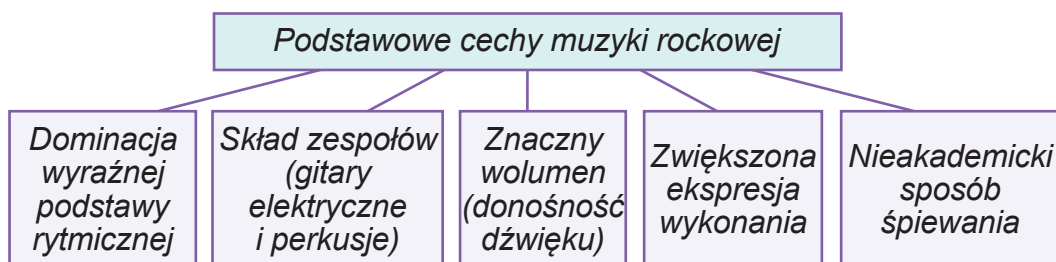 Podstawowe cechy muzyki rockowej
Dominacja
wyraźnej
podstawy
rytmicznej
Skład zespołów
(gitary
elektryczne
i perkusje)
Znaczny
wolumen
(donośność
dźwięku)
Zwiększona
ekspresja
wykonania
Nieakademicki
sposób
śpiewania